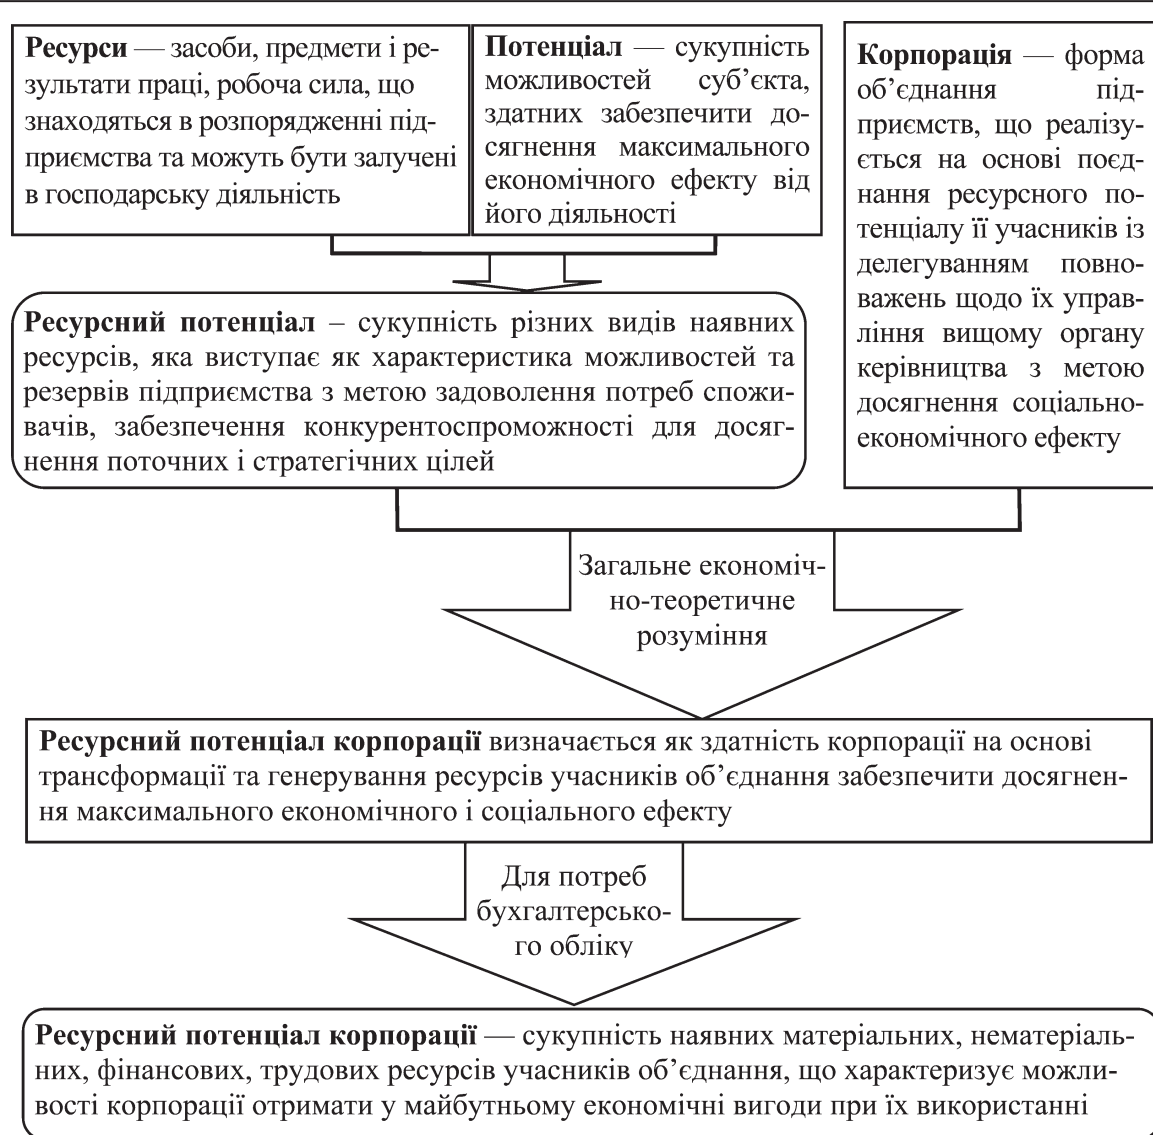 Ресурси — засоби, предмети і ре-
зультати праці, робоча сила, що
знаходяться в розпорядженні під-
приємства та можуть бути залучені
в господарську діяльність
Потенціал — сукупність
можливостей суб’єкта,
здатних забезпечити до-
сягнення максимального
економічного ефекту від
його діяльності
Корпорація — форма
об’єднання під-
приємств, що реалізу-
ється на основі поєд-
нання ресурсного по-
тенціалу її учасників із
делегуванням повно-
важень щодо їх управ-
ління вищому органу
керівництва з метою
досягнення соціально-
економічного ефекту
Ресурсний потенціал – сукупність різних видів наявних
ресурсів, яка виступає як характеристика можливостей та
резервів підприємства з метою задоволення потреб спожи-
вачів, забезпечення конкурентоспроможності для досяг-
нення поточних і стратегічних цілей
Загальне економіч-
но-теоретичне
розуміння
Ресурсний потенціал корпорації визначається як здатність корпорації на основі
трансформації та генерування ресурсів учасників об’єднання забезпечити досягнен-
ня максимального економічного і соціального ефекту
Для потреб
бухгалтерсько-
го обліку
Ресурсний потенціал корпорації — сукупність наявних матеріальних, нематеріаль-
них, фінансових, трудових ресурсів учасників об’єднання, що характеризує можли-
вості корпорації отримати у майбутньому економічні вигоди при їх використанні